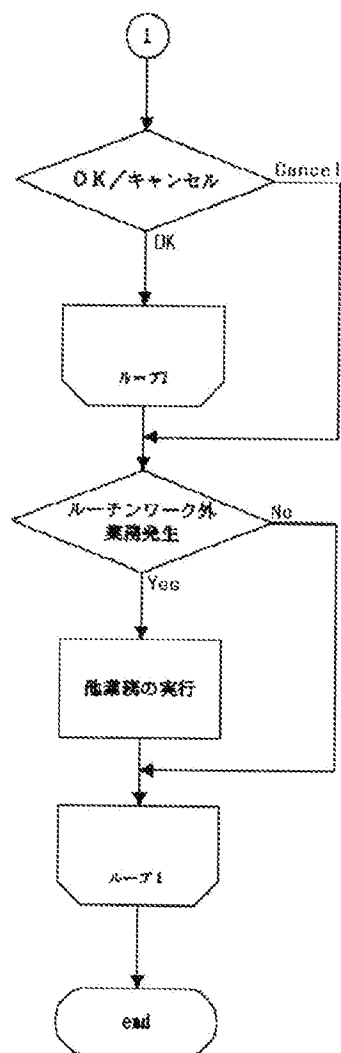 1
OK/キャンセル
Cancel
OK
ループ2
ルーチンワーク外
業務発生
No
Yes
他業務の実行
ループ1
end